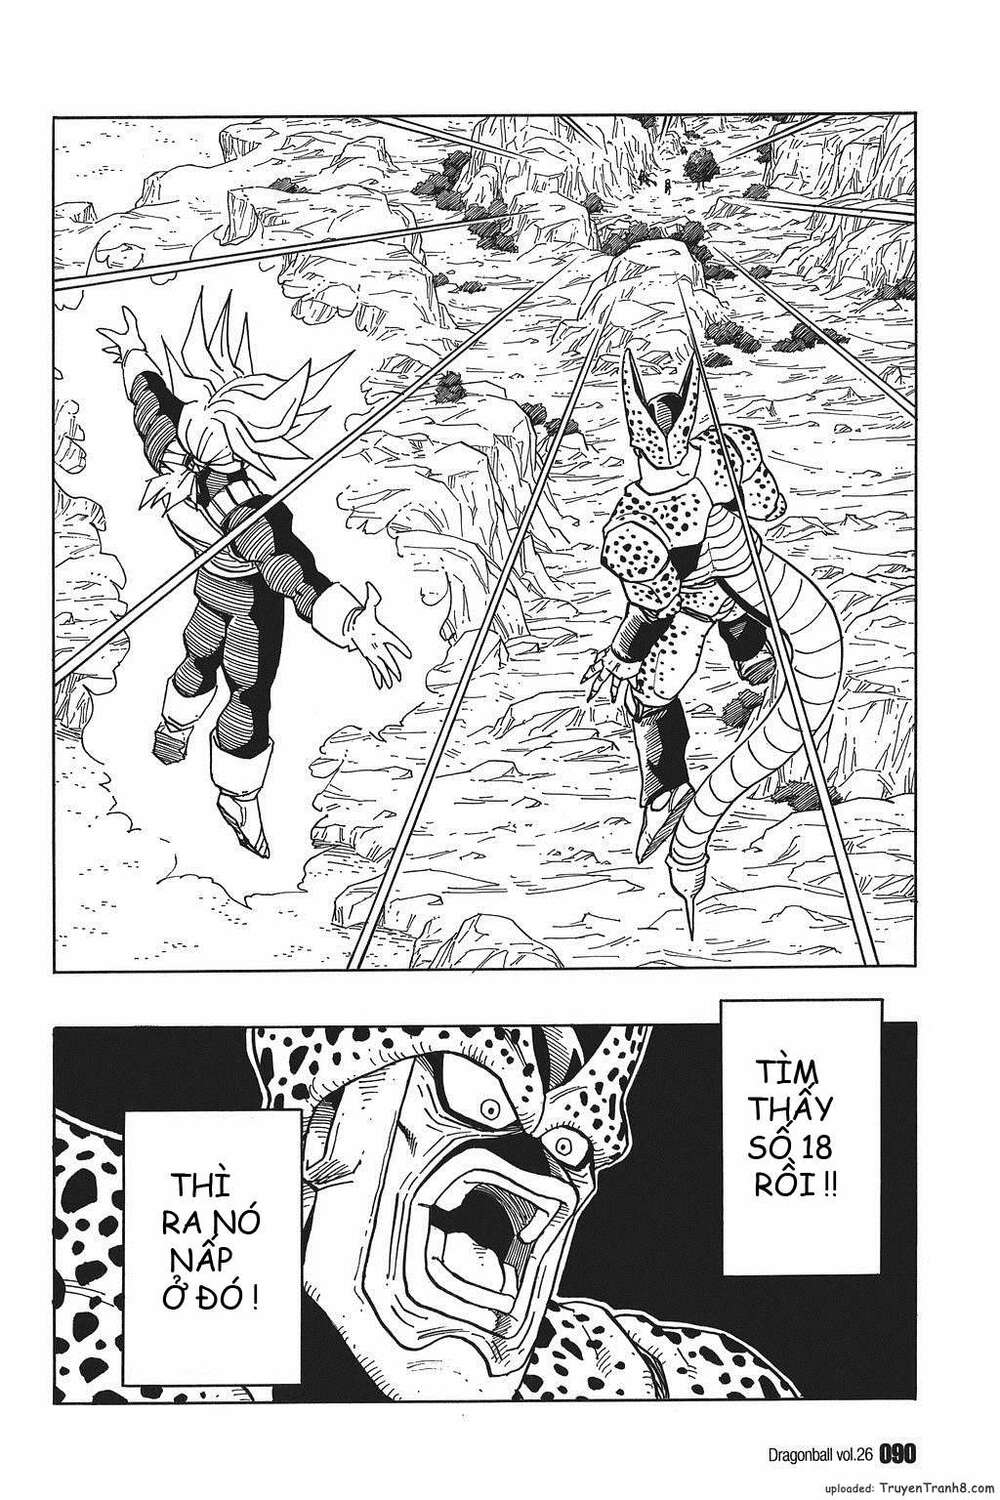 TÌM
THẤY
SỐ 18
RỒI !!
THÌ
RA NÓ
NẤP
Ở ĐÓ !
Dragonball vol.26 090
uploaded: TruyenTranh8.com